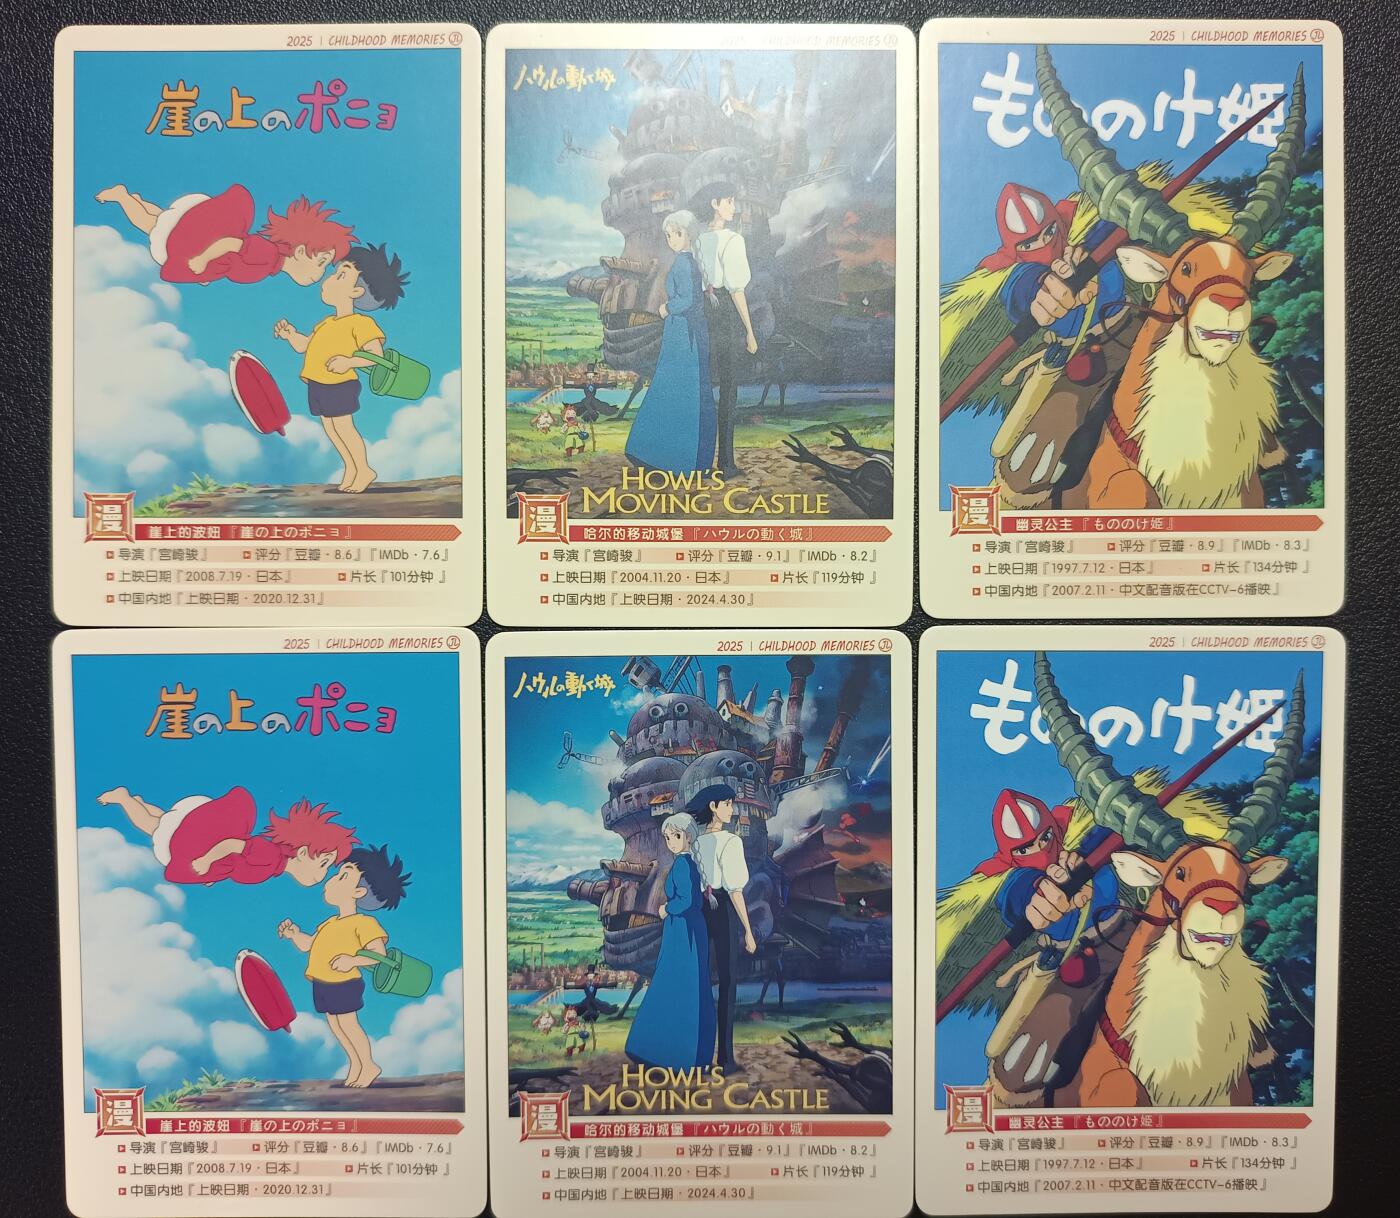 2025 | CHILDHOOD MEMORIES JL
崖の上のポニョ
漫
崖上的波妞『崖の上のポニョ』
导演『宫崎骏』 评分『豆瓣·8.6』『IMDb·7.6』
上映日期『2008.7.19·日本』 片长『101分钟』
中国内地『上映日期·2020.12.31』
2025 | CHILDHOOD MEMORIES JL
ハウルの動く城
HOWL'S
MOVING CASTLE
漫
哈尔的移动城堡『ハウルの動く城』
导演『宫崎骏』 评分『豆瓣·9.1』『IMDb·8.2』
上映日期『2004.11.20·日本』 片长『119分钟』
中国内地『上映日期·2024.4.30』
2025 | CHILDHOOD MEMORIES JL
もののけ姫
漫
幽灵公主『もののけ姫』
导演『宫崎骏』 评分『豆瓣·8.9』『IMDb·8.3』
上映日期『1997.7.12·日本』 片长『134分钟』
中国内地『2007.2.11·中文配音版在CCTV-6播映』
2025 | CHILDHOOD MEMORIES JL
崖の上のポニョ
漫
崖上的波妞『崖の上のポニョ』
导演『宫崎骏』 评分『豆瓣·8.6』『IMDb·7.6』
上映日期『2008.7.19·日本』 片长『101分钟』
中国内地『上映日期·2020.12.31』
2025 | CHILDHOOD MEMORIES JL
ハウルの動く城
HOWL'S
MOVING CASTLE
漫
哈尔的移动城堡『ハウルの動く城』
导演『宫崎骏』 评分『豆瓣·9.1』『IMDb·8.2』
上映日期『2004.11.20·日本』 片长『119分钟』
中国内地『上映日期·2024.4.30』
2025 | CHILDHOOD MEMORIES JL
もののけ姫
漫
幽灵公主『もののけ姫』
导演『宫崎骏』 评分『豆瓣·8.9』『IMDb·8.3』
上映日期『1997.7.12·日本』 片长『134分钟』
中国内地『2007.2.11·中文配音版在CCTV-6播映』